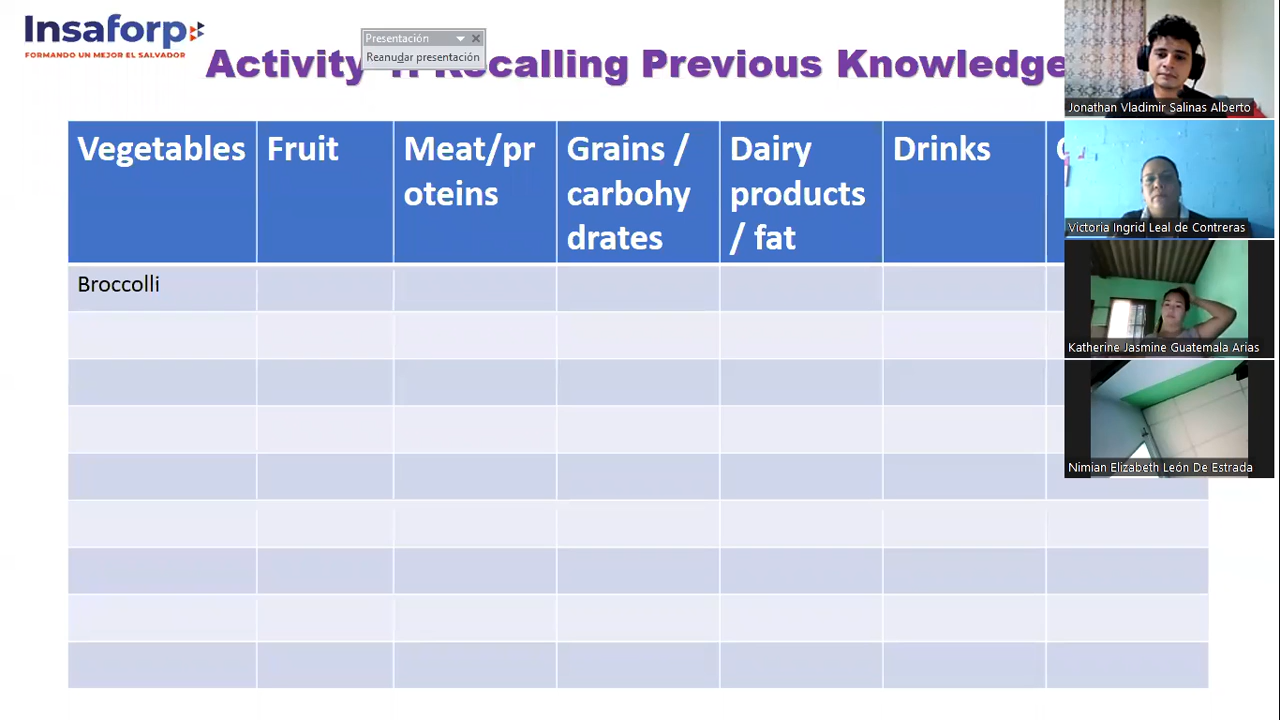 Insaforp
FORMANDO UN MEJOR EL SALVADOR
Presentación
Reanudar presentación
Activity
Recalling Previous Knowledge
Jonathan Vladimir Salinas Alberto
Victoria Ingrid Leal de Contreras
Katherine Jasmine Guatemala Arias
Nimian Elizabeth León De Estrada
Vegetables
Fruit
Meat/pr
oteins
Grains /
carbohy
drates
Dairy
products
/ fat
Drinks
Broccolli